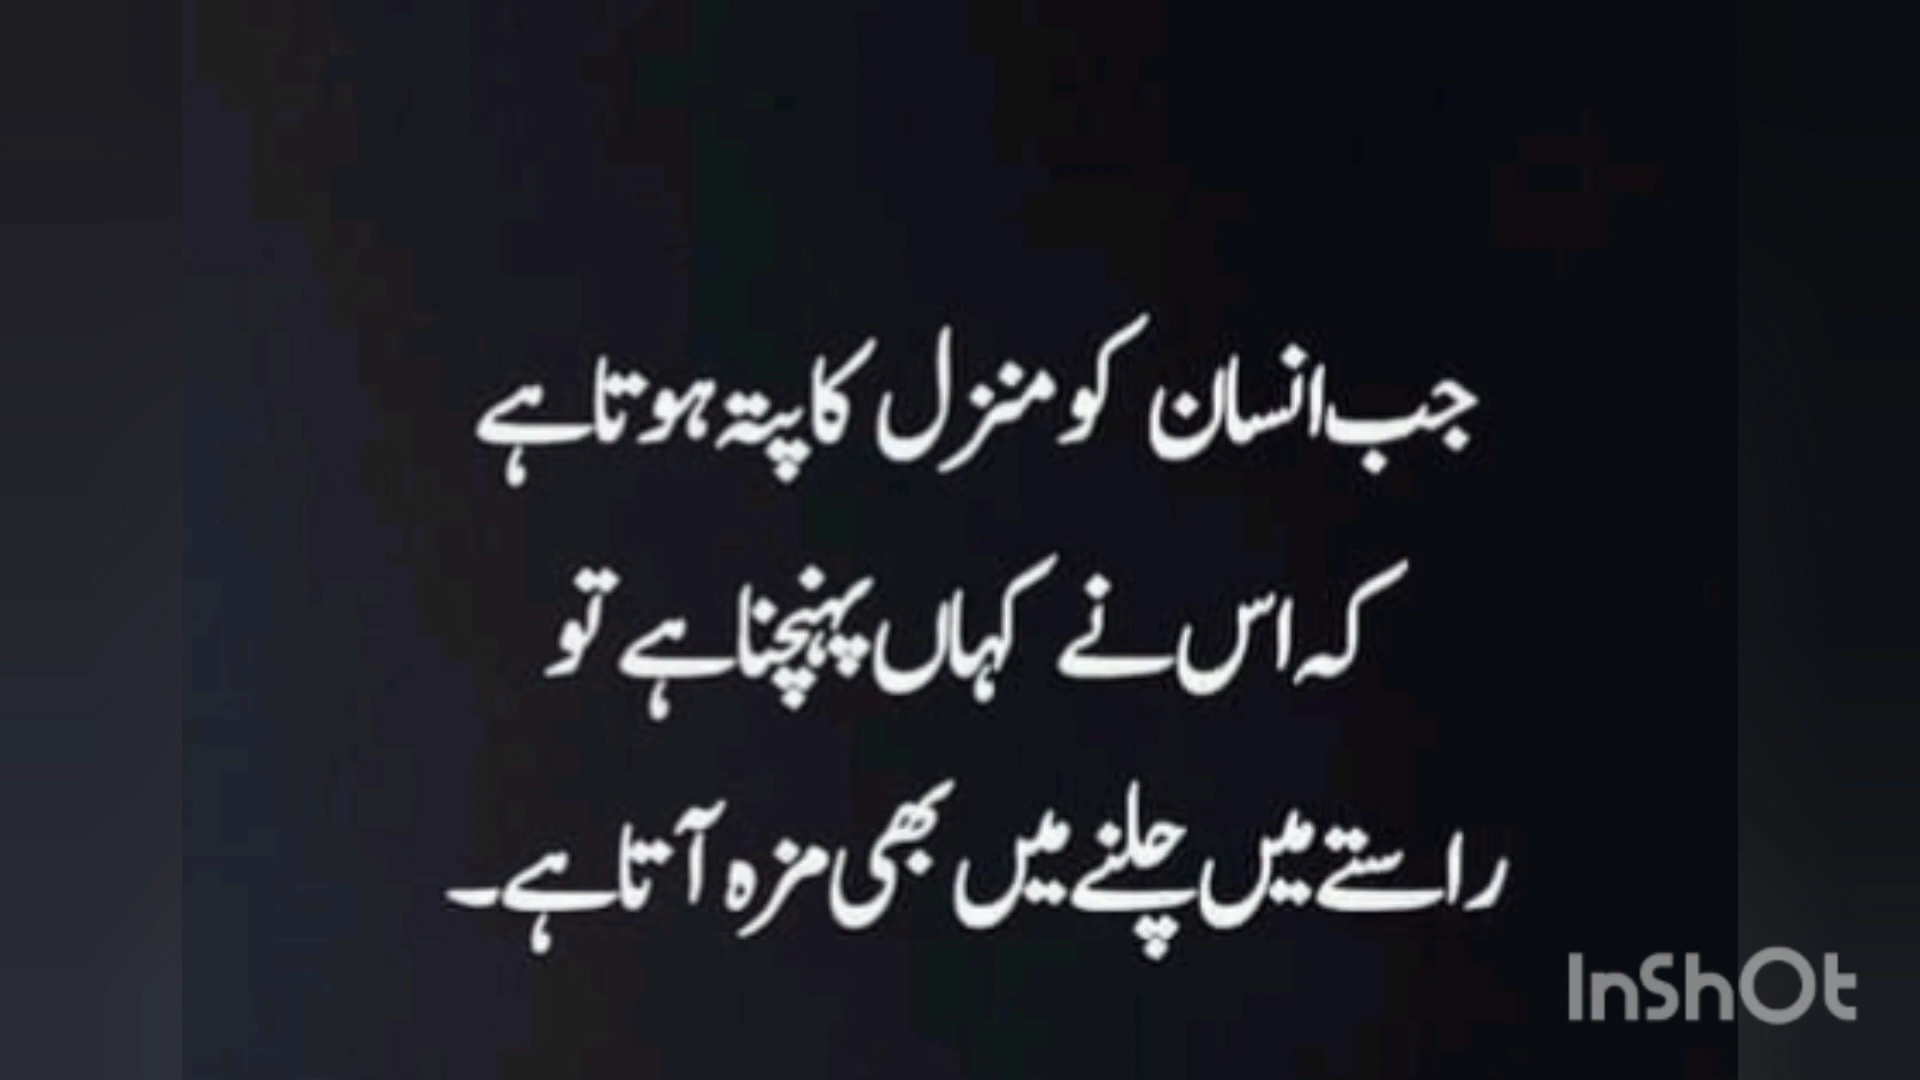 جب انسان کو منزل کا پتہ ہوتا ہے
کہ اس نے کہاں پہنچنا ہے تو
راستے میں چلنے میں بھی مزہ آتا ہے۔
InShOt